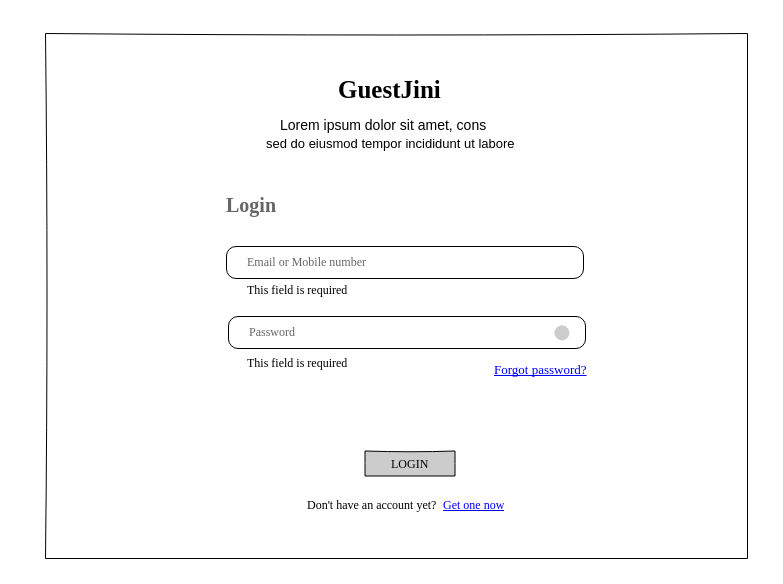 GuestJini
Lorem ipsum dolor sit amet, cons
sed do eiusmod tempor incididunt ut labore
Login
Email or Mobile number
This field is required
Password
This field is required
Forgot password?
LOGIN
Don't have an account yet? Get one now